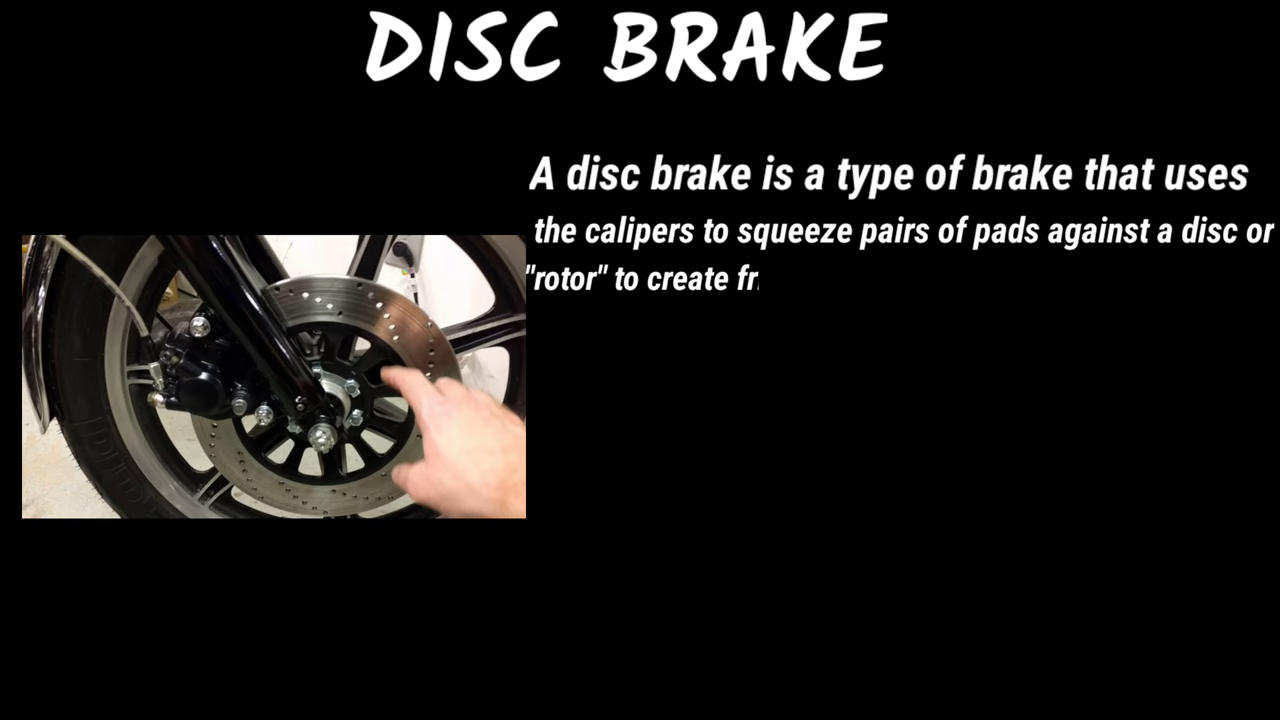 DISC BRAKE
A disc brake is a type of brake that uses
the calipers to squeeze pairs of pads against a disc or
"rotor" to create fr